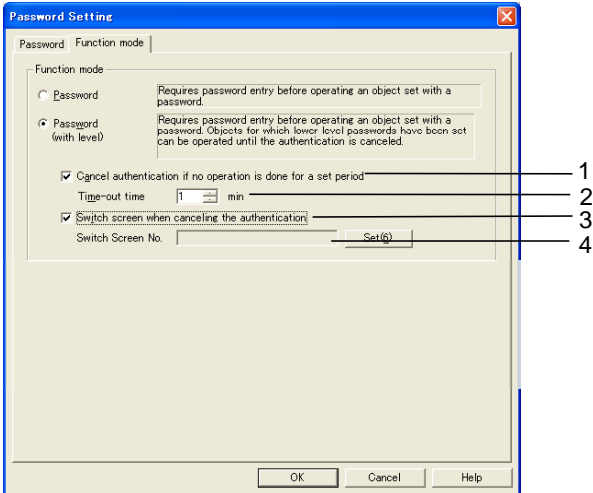 Password Setting
Password Function mode
Function mode
Password
Requires password entry before operating an object set with a
password.
Password
(with level)
Requires password entry before operating an object set with a
password. Objects for which lower level passwords have been set
can be operated until the authentication is canceled.
Cancel authentication if no operation is done for a set period
1
Time-out time 1 min
2
Switch screen when canceling the authentication
3
Switch Screen No. Set(6)
4
OK Cancel Help